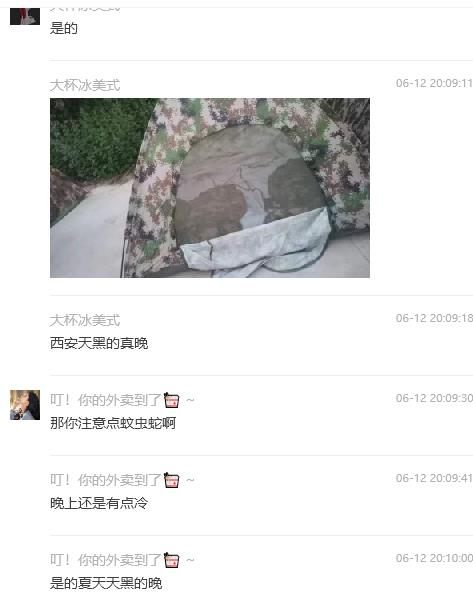 大杯冰美式
是的
大杯冰美式 06-12 20:09:11
大杯冰美式 06-12 20:09:18
西安天黑的真晚
叮！你的外卖到了 ~ 06-12 20:09:30
那你注意点蚊虫蛇啊
叮！你的外卖到了 ~ 06-12 20:09:41
晚上还是有点冷
叮！你的外卖到了 ~ 06-12 20:10:00
是的夏天天黑的晚